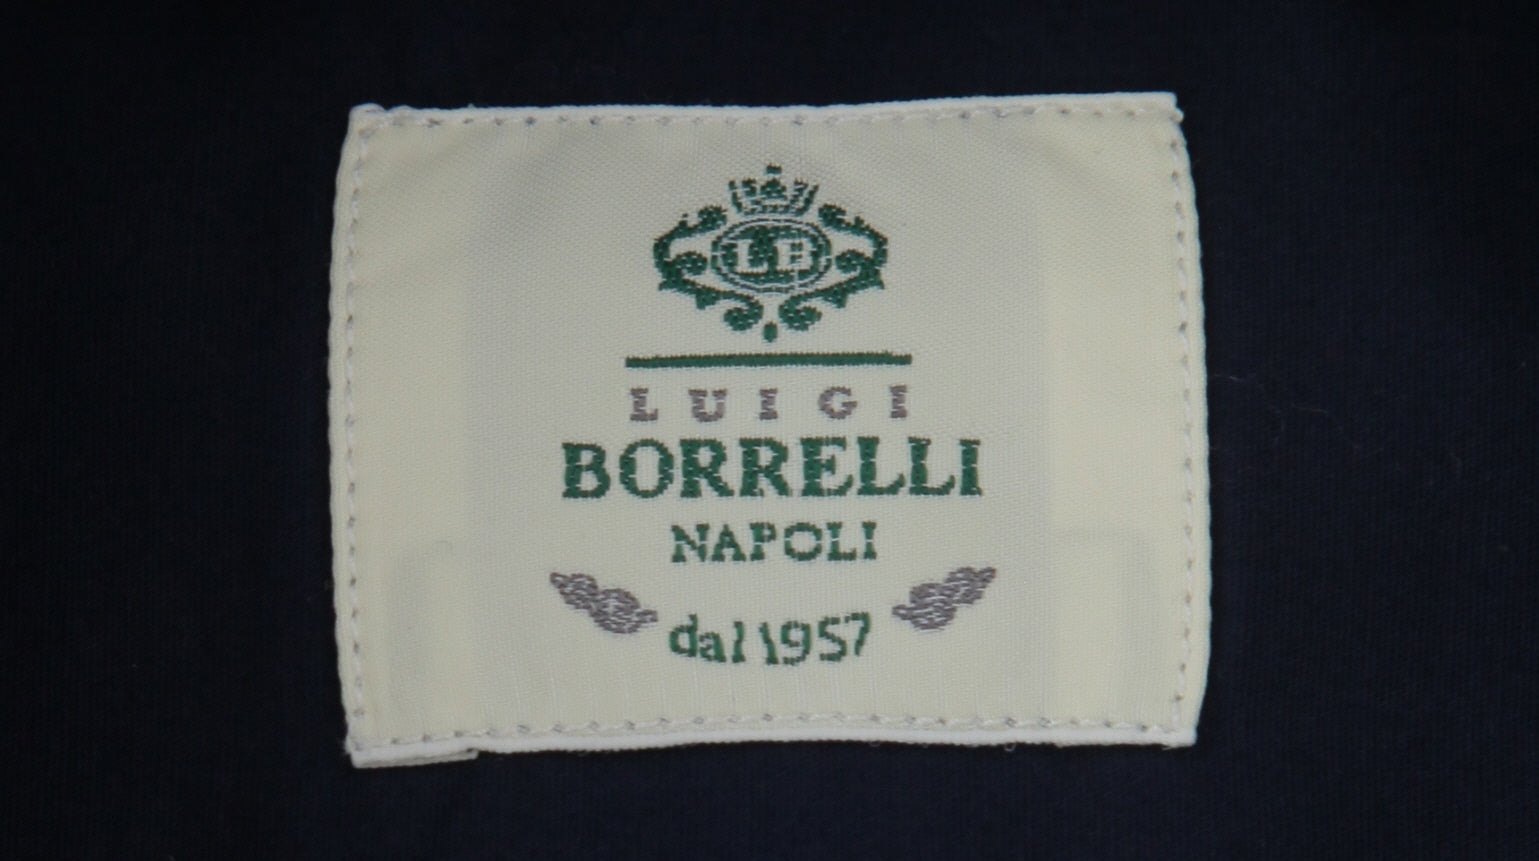 LB
LUIGI
BORRELLI
NAPOLI
dal 1957